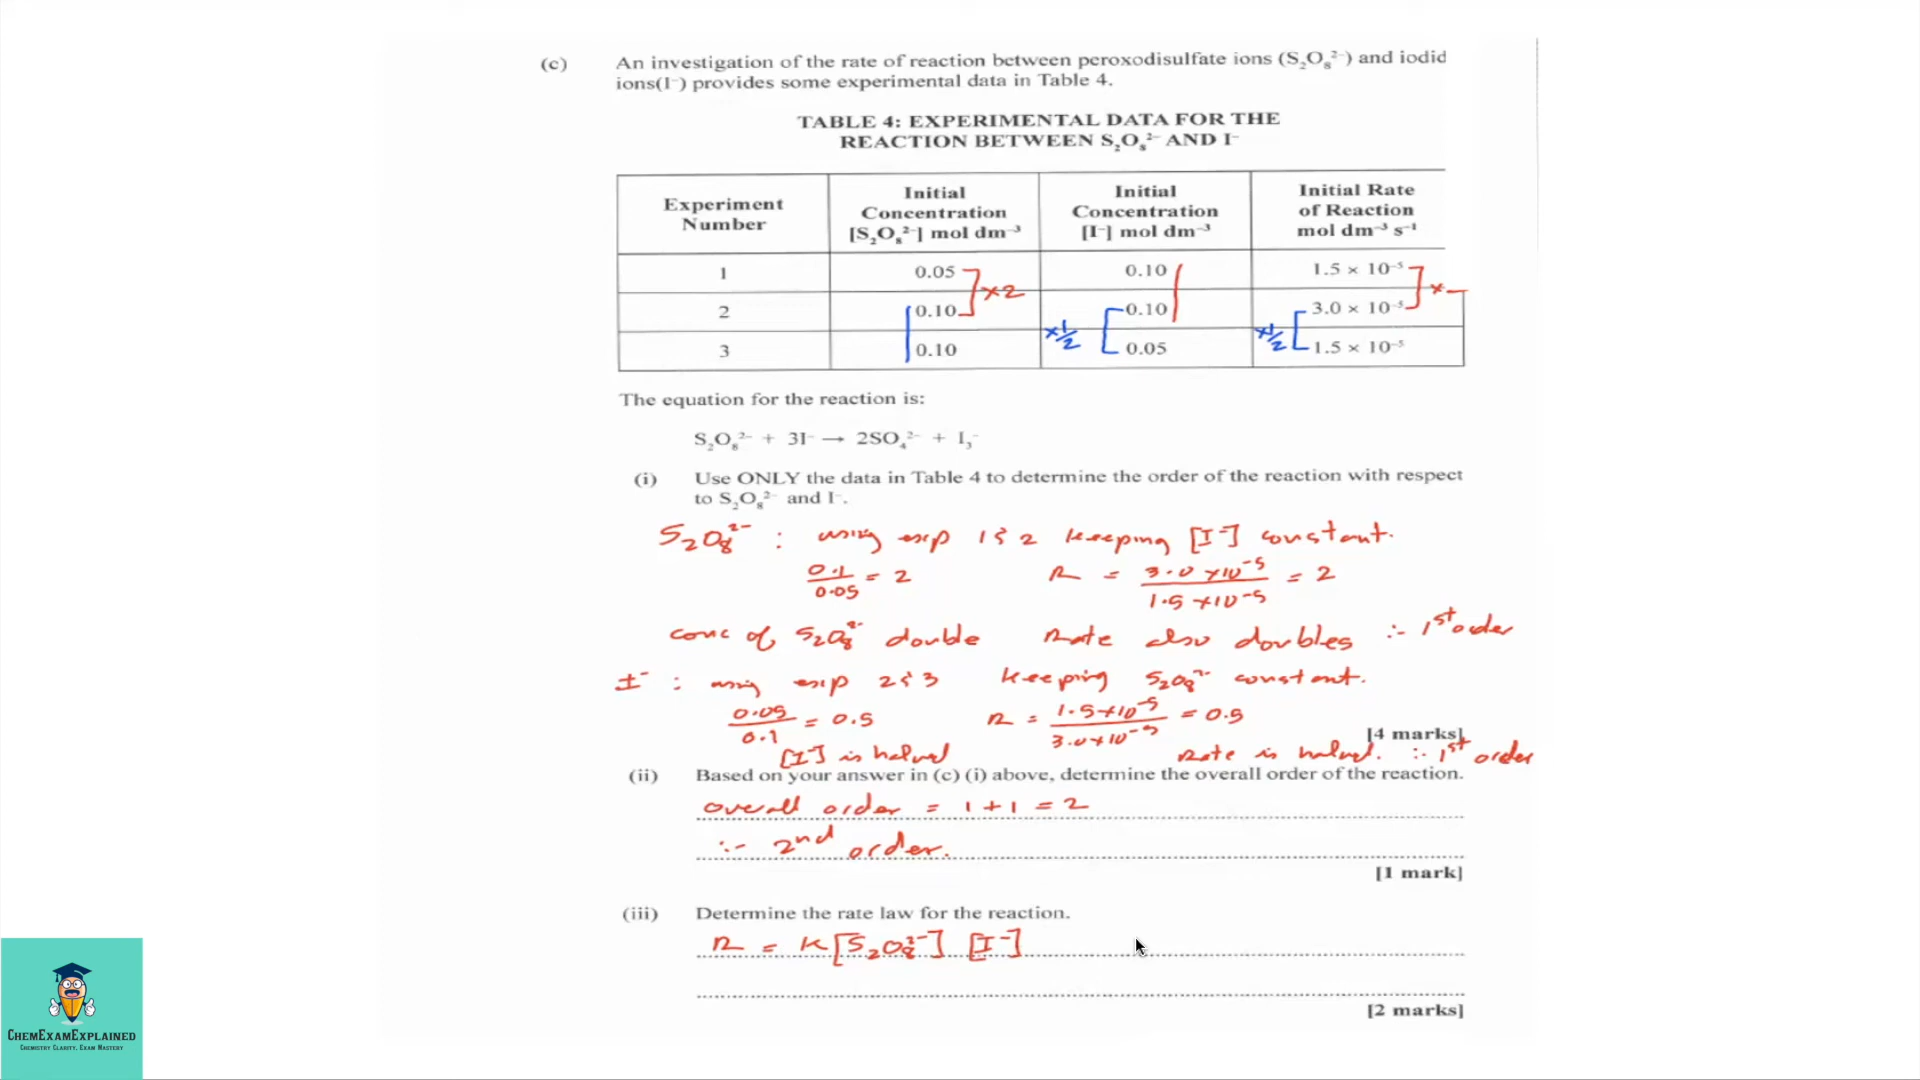 (c) An investigation of the rate of reaction between peroxodisulfate ions (S₂O₈²⁻) and iodid
ions(I⁻) provides some experimental data in Table 4.
TABLE 4: EXPERIMENTAL DATA FOR THE
REACTION BETWEEN S₂O₈²⁻ AND I⁻
Experiment Number | Initial Concentration [S₂O₈²⁻] mol dm⁻³ | Initial Concentration [I⁻] mol dm⁻³ | Initial Rate of Reaction mol dm⁻³ s⁻¹
1 0.05 0.10 1.5 × 10⁻⁵
×2 ×
2 0.10 0.10 3.0 × 10⁻⁵
×1/2 ×1/2
3 0.10 0.05 1.5 × 10⁻⁵
The equation for the reaction is:
S₂O₈²⁻ + 3I⁻ → 2SO₄²⁻ + I₃⁻
(i) Use ONLY the data in Table 4 to determine the order of the reaction with respect
to S₂O₈²⁻ and I⁻.
S₂O₈²⁻ : using exp 1 & 2 keeping [I⁻] constant.
0.1/0.05 = 2 R = 3.0 × 10⁻⁵/1.5 × 10⁻⁵ = 2
conc of S₂O₈²⁻ double Rate also doubles ∴ 1st order
I⁻ : using exp 2 & 3 keeping S₂O₈²⁻ constant.
0.05/0.1 = 0.5 R = 1.5 × 10⁻⁵/3.0 × 10⁻⁵ = 0.5
[4 marks]
[I⁻] is halved Rate is halved. ∴ 1st order
(ii) Based on your answer in (c) (i) above, determine the overall order of the reaction.
overall order = 1 + 1 = 2
∴ 2nd order.
[1 mark]
(iii) Determine the rate law for the reaction.
R = K [S₂O₈²⁻] [I⁻]
[2 marks]
CHEMEXAMEXPLAINED
CHEMISTRY CLARITY, EXAM MASTERY